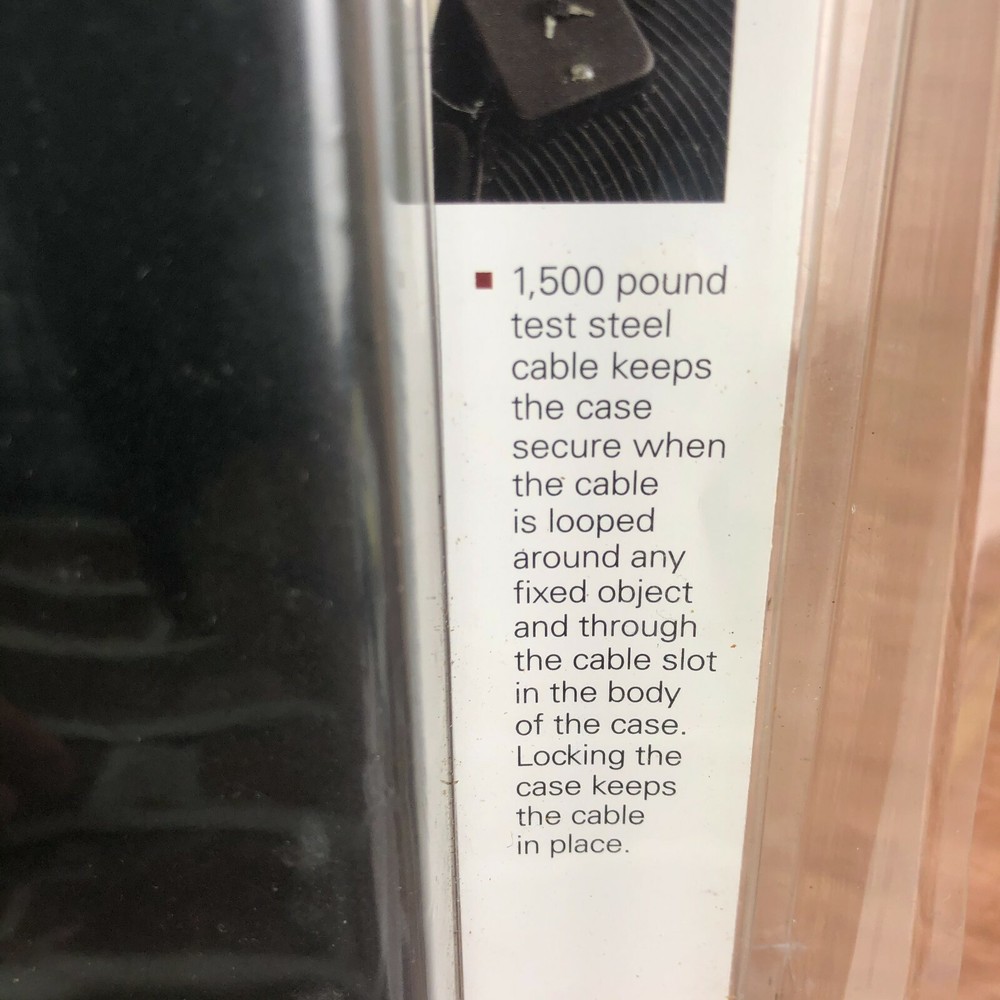 1,500 pound
test steel
cable keeps
the case
secure when
the cable
is looped
around any
fixed object
and through
the cable slot
in the body
of the case.
Locking the
case keeps
the cable
in place.